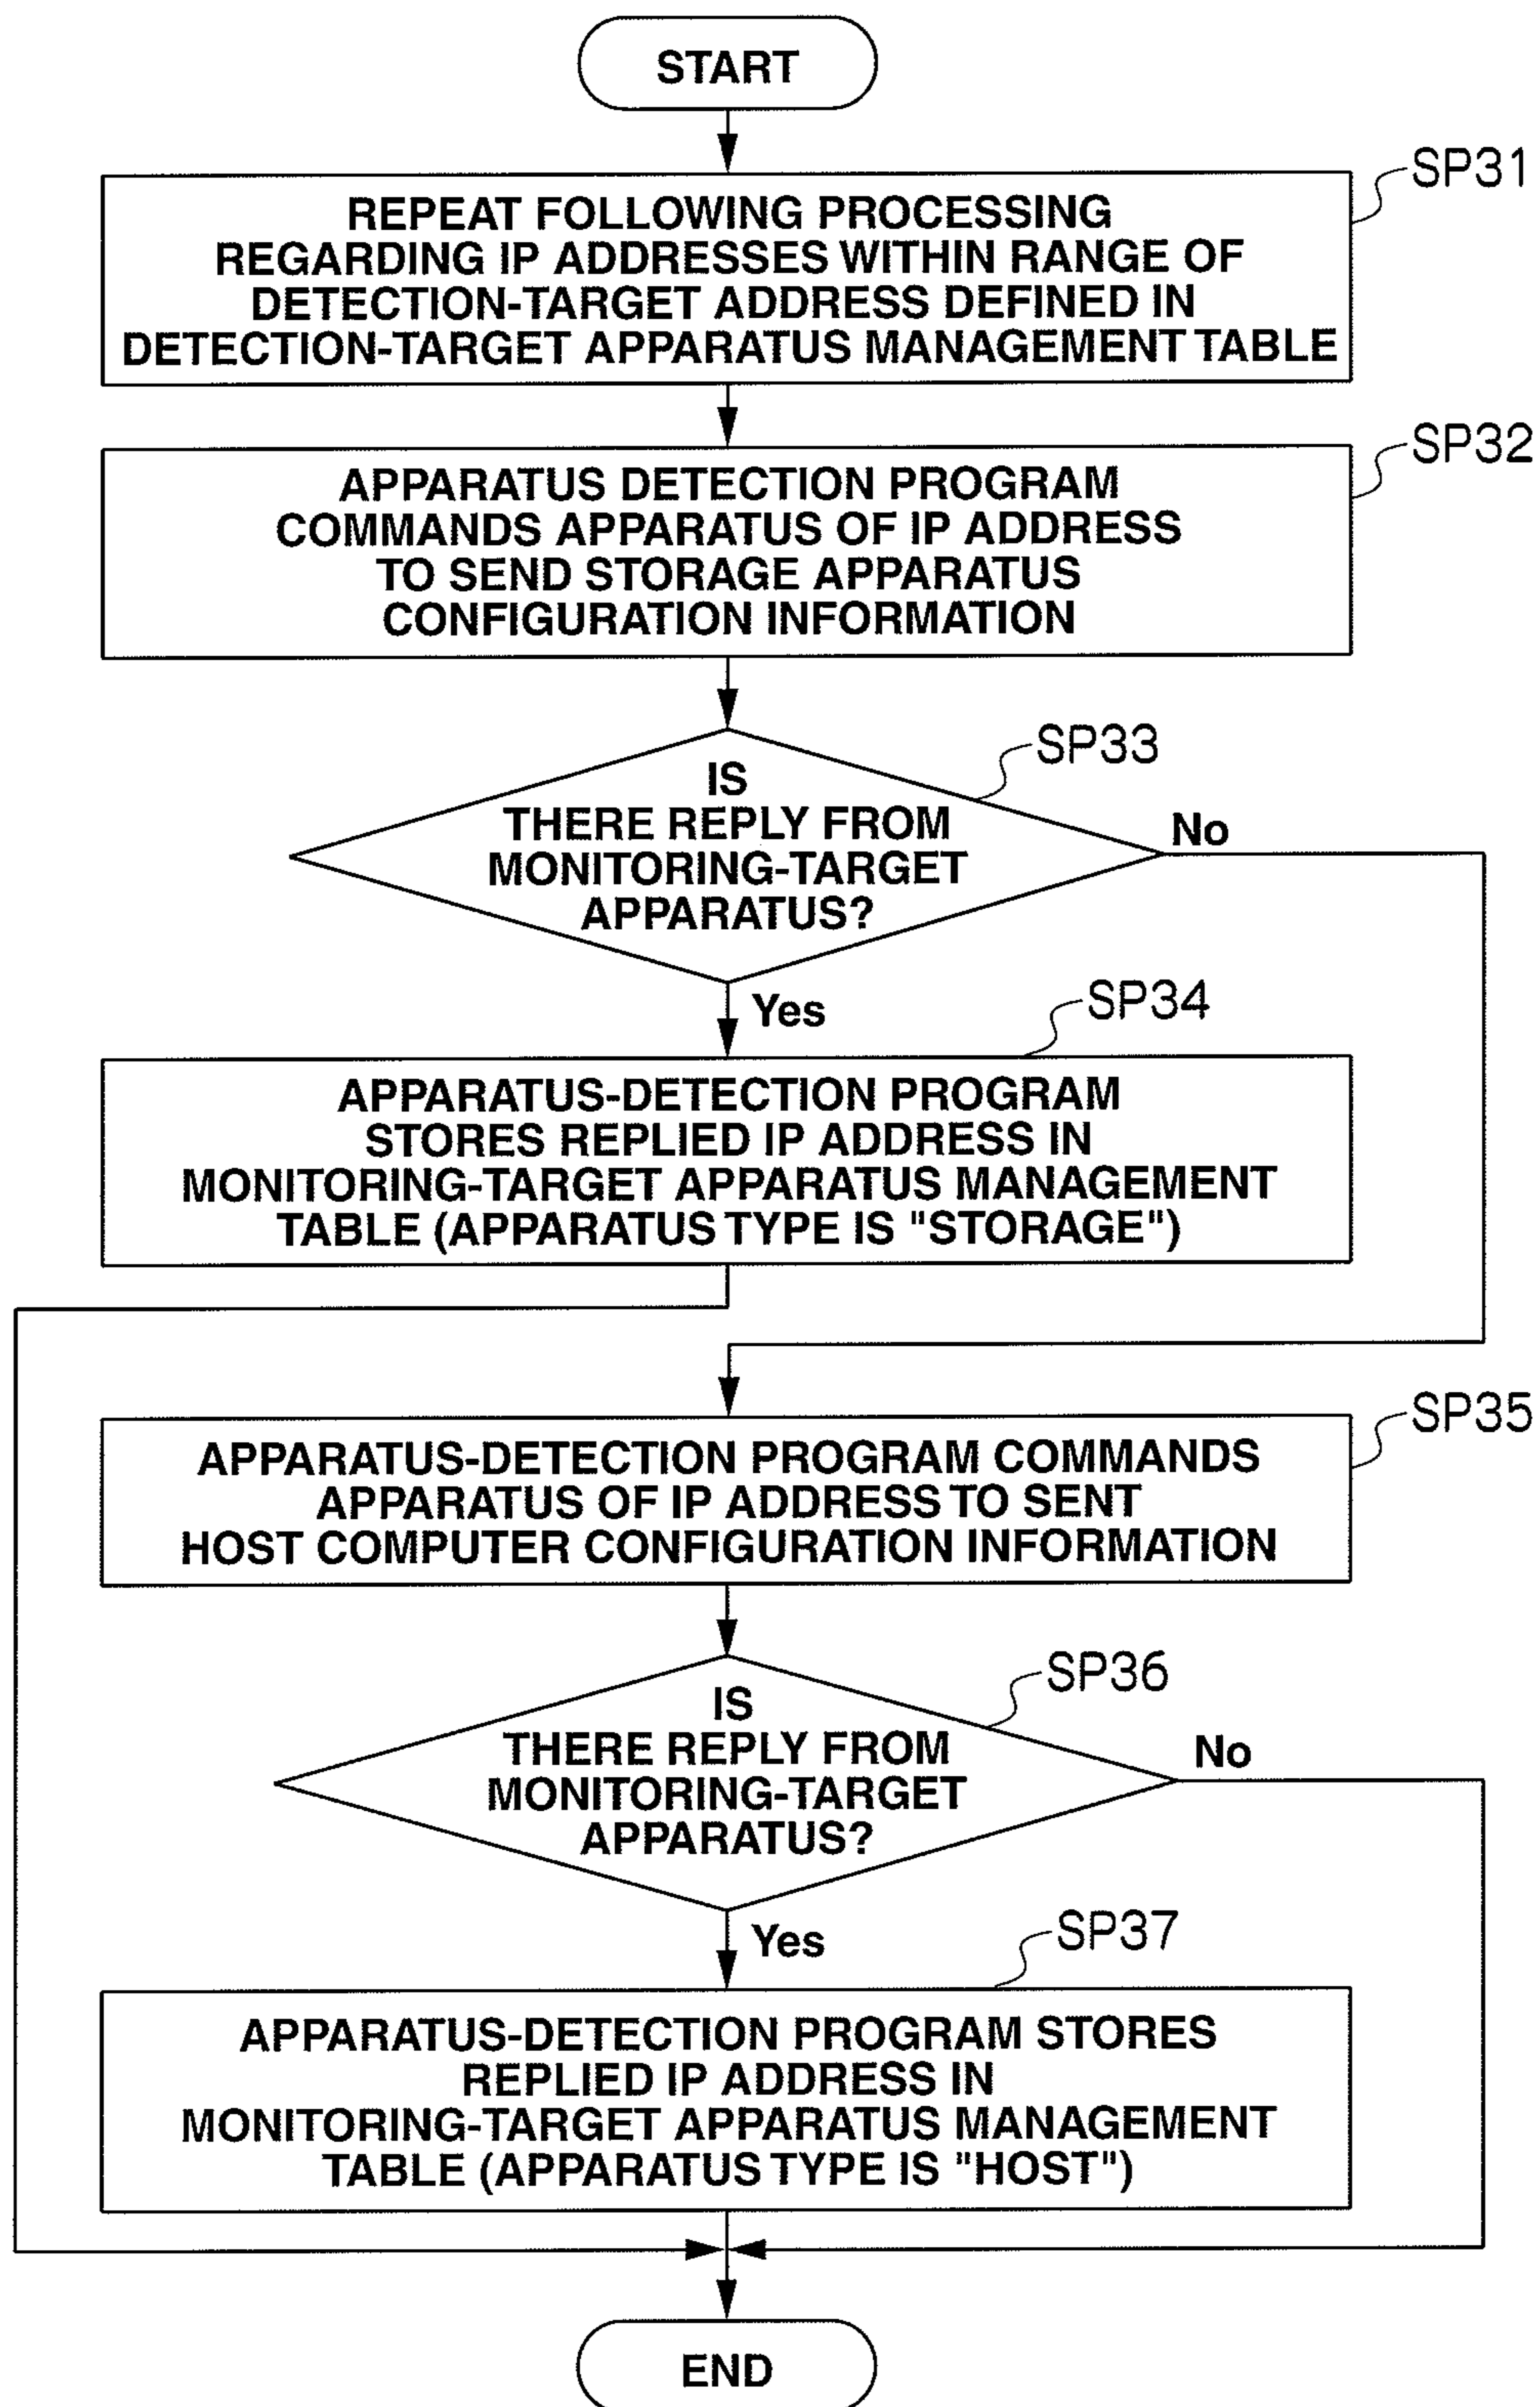 START
SP31
REPEAT FOLLOWING PROCESSING
REGARDING IP ADDRESSES WITHIN RANGE OF
DETECTION-TARGET ADDRESS DEFINED IN
DETECTION-TARGET APPARATUS MANAGEMENT TABLE
SP32
APPARATUS DETECTION PROGRAM
COMMANDS APPARATUS OF IP ADDRESS
TO SEND STORAGE APPARATUS
CONFIGURATION INFORMATION
SP33
IS
THERE REPLY FROM
MONITORING-TARGET
APPARATUS?
No
Yes
SP34
APPARATUS-DETECTION PROGRAM
STORES REPLIED IP ADDRESS IN
MONITORING-TARGET APPARATUS MANAGEMENT
TABLE (APPARATUS TYPE IS "STORAGE")
SP35
APPARATUS-DETECTION PROGRAM COMMANDS
APPARATUS OF IP ADDRESS TO SENT
HOST COMPUTER CONFIGURATION INFORMATION
SP36
IS
THERE REPLY FROM
MONITORING-TARGET
APPARATUS?
No
Yes
SP37
APPARATUS-DETECTION PROGRAM STORES
REPLIED IP ADDRESS IN
MONITORING-TARGET APPARATUS MANAGEMENT
TABLE (APPARATUS TYPE IS "HOST")
END